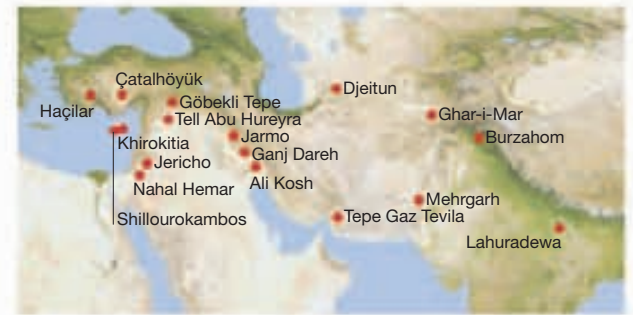 Çatalhöyük
Djeitun
Haçilar
Göbekli Tepe
Tell Abu Hureyra
Ghar-i-Mar
Burzahom
Khirokitia
Jarmo
Ganj Dareh
Jericho
Ali Kosh
Nahal Hemar
Mehrgarh
Shillourokambos
Tepe Gaz Tevila
Lahuradewa